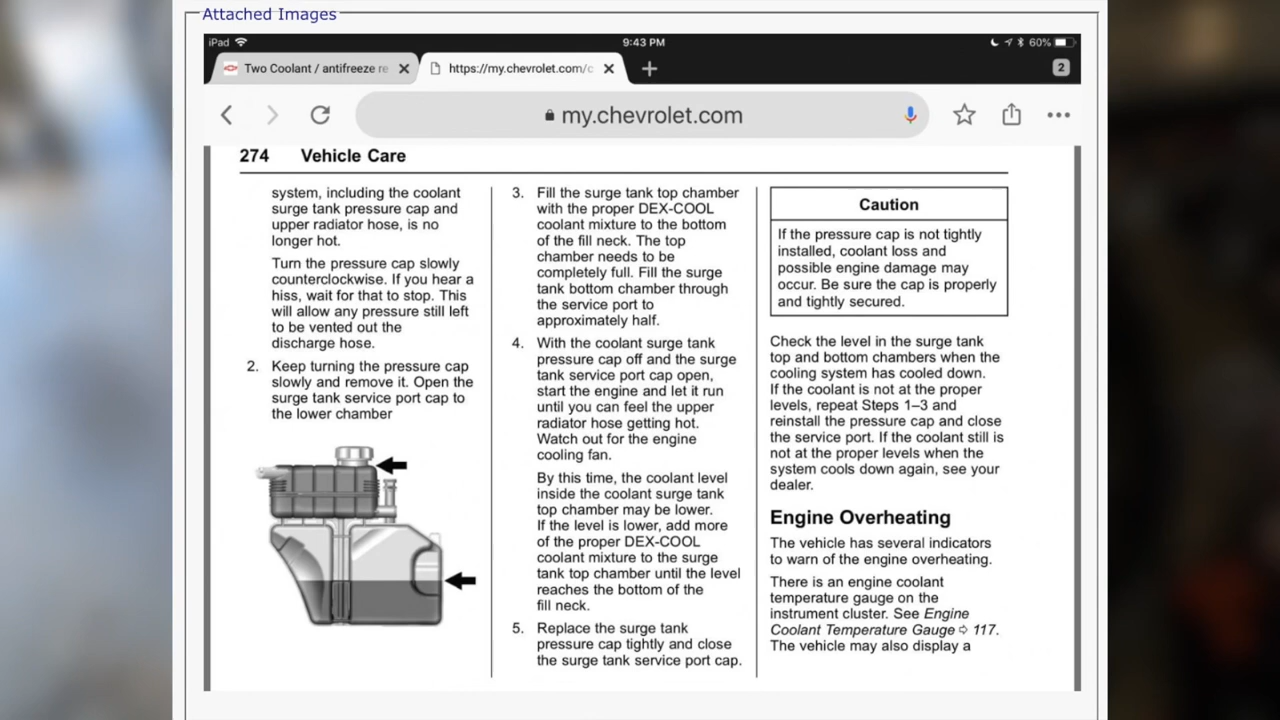 Attached Images
iPad
9:43 PM
60%
Two Coolant / antifreeze re
https://my.chevrolet.com/c
2
my.chevrolet.com
274 Vehicle Care
system, including the coolant
surge tank pressure cap and
upper radiator hose, is no
longer hot.
Turn the pressure cap slowly
counterclockwise. If you hear a
hiss, wait for that to stop. This
will allow any pressure still left
to be vented out the
discharge hose.
2. Keep turning the pressure cap
slowly and remove it. Open the
surge tank service port cap to
the lower chamber
3. Fill the surge tank top chamber
with the proper DEX-COOL
coolant mixture to the bottom
of the fill neck. The top
chamber needs to be
completely full. Fill the surge
tank bottom chamber through
the service port to
approximately half.
4. With the coolant surge tank
pressure cap off and the surge
tank service port cap open,
start the engine and let it run
until you can feel the upper
radiator hose getting hot.
Watch out for the engine
cooling fan.
By this time, the coolant level
inside the coolant surge tank
top chamber may be lower.
If the level is lower, add more
of the proper DEX-COOL
coolant mixture to the surge
tank top chamber until the level
reaches the bottom of the
fill neck.
5. Replace the surge tank
pressure cap tightly and close
the surge tank service port cap.
Caution
If the pressure cap is not tightly
installed, coolant loss and
possible engine damage may
occur. Be sure the cap is properly
and tightly secured.
Check the level in the surge tank
top and bottom chambers when the
cooling system has cooled down.
If the coolant is not at the proper
levels, repeat Steps 1–3 and
reinstall the pressure cap and close
the service port. If the coolant still is
not at the proper levels when the
system cools down again, see your
dealer.
Engine Overheating
The vehicle has several indicators
to warn of the engine overheating.
There is an engine coolant
temperature gauge on the
instrument cluster. See Engine
Coolant Temperature Gauge ⇨ 117.
The vehicle may also display a